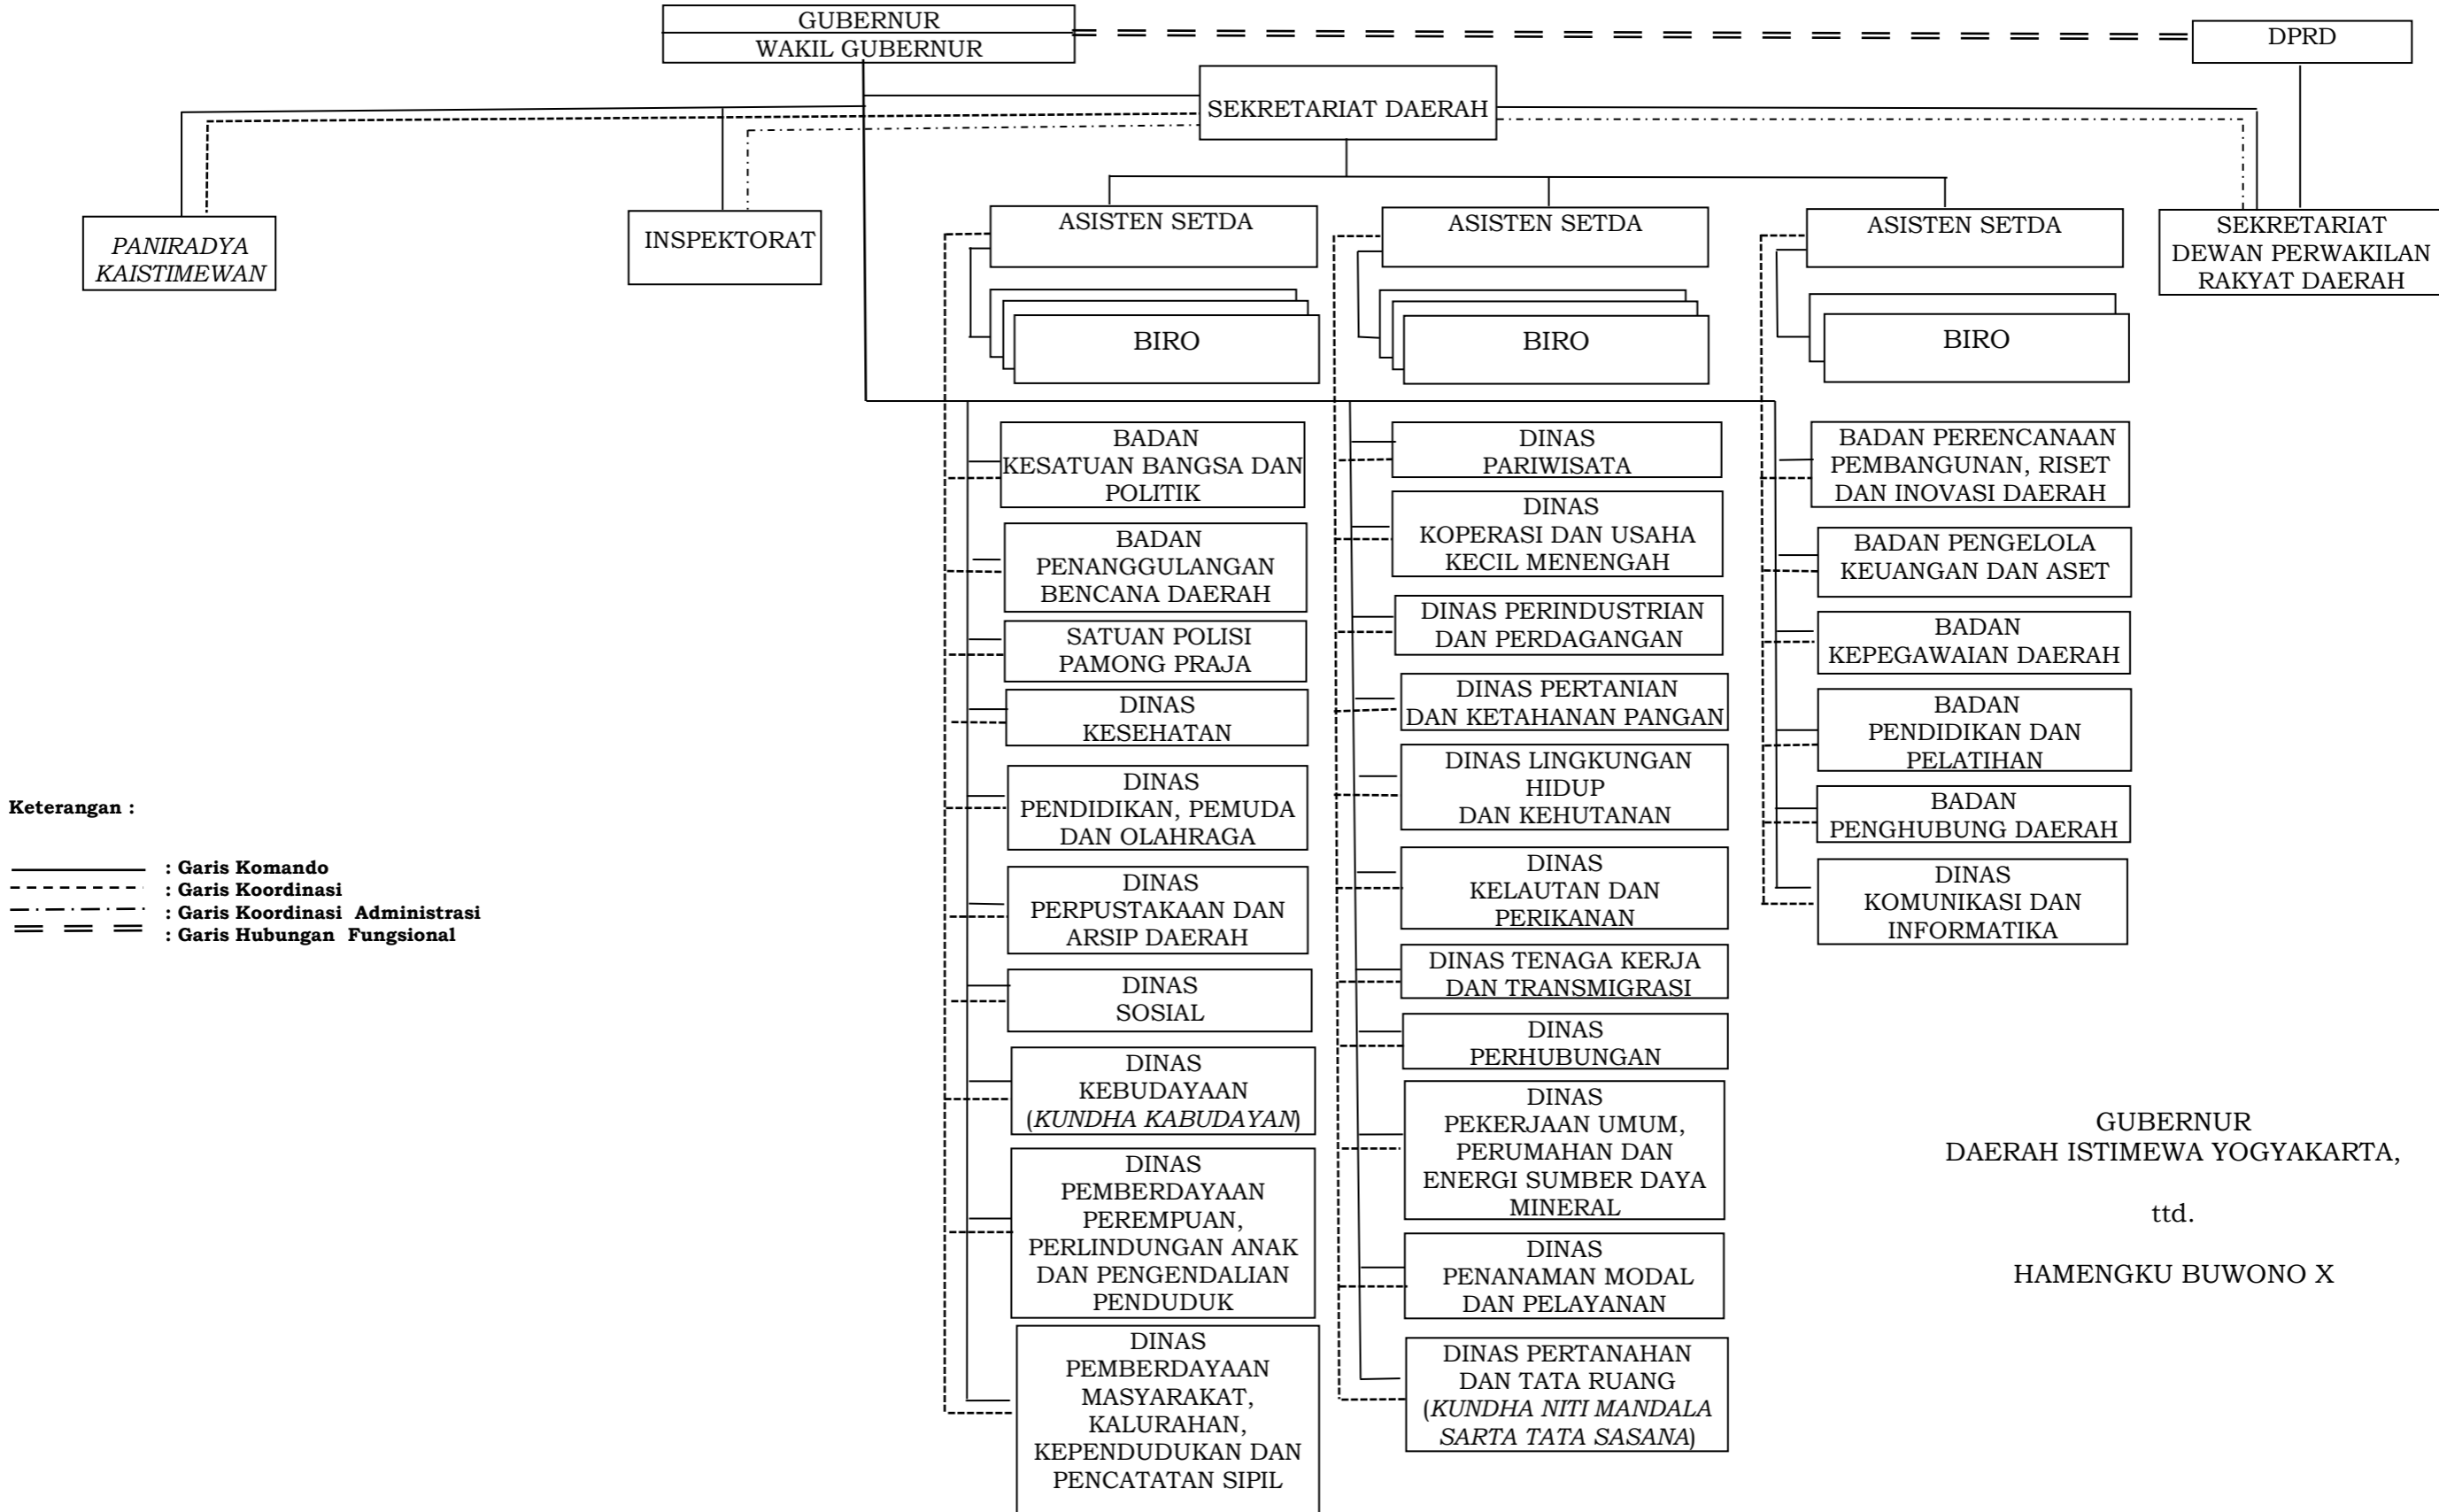 GUBERNUR
WAKIL GUBERNUR
DPRD
SEKRETARIAT DAERAH
PANIRADYA
KAISTIMEWAN
INSPEKTORAT
ASISTEN SETDA
ASISTEN SETDA
ASISTEN SETDA
SEKRETARIAT
DEWAN PERWAKILAN
RAKYAT DAERAH
BIRO
BIRO
BIRO
BADAN
KESATUAN BANGSA DAN
POLITIK
BADAN
PENANGGULANGAN
BENCANA DAERAH
SATUAN POLISI
PAMONG PRAJA
DINAS
KESEHATAN
DINAS
PENDIDIKAN, PEMUDA
DAN OLAHRAGA
DINAS
PERPUSTAKAAN DAN
ARSIP DAERAH
DINAS
SOSIAL
DINAS
KEBUDAYAAN
(KUNDHA KABUDAYAN)
DINAS
PEMBERDAYAAN
PEREMPUAN,
PERLINDUNGAN ANAK
DAN PENGENDALIAN
PENDUDUK
DINAS
PEMBERDAYAAN
MASYARAKAT,
KALURAHAN,
KEPENDUDUKAN DAN
PENCATATAN SIPIL
DINAS
PARIWISATA
DINAS
KOPERASI DAN USAHA
KECIL MENENGAH
DINAS PERINDUSTRIAN
DAN PERDAGANGAN
DINAS PERTANIAN
DAN KETAHANAN PANGAN
DINAS LINGKUNGAN
HIDUP
DAN KEHUTANAN
DINAS
KELAUTAN DAN
PERIKANAN
DINAS TENAGA KERJA
DAN TRANSMIGRASI
DINAS
PERHUBUNGAN
DINAS
PEKERJAAN UMUM,
PERUMAHAN DAN
ENERGI SUMBER DAYA
MINERAL
DINAS
PENANAMAN MODAL
DAN PELAYANAN
DINAS PERTANAHAN
DAN TATA RUANG
(KUNDHA NITI MANDALA
SARTA TATA SASANA)
BADAN PERENCANAAN
PEMBANGUNAN, RISET
DAN INOVASI DAERAH
BADAN PENGELOLA
KEUANGAN DAN ASET
BADAN
KEPEGAWAIAN DAERAH
BADAN
PENDIDIKAN DAN
PELATIHAN
BADAN
PENGHUBUNG DAERAH
DINAS
KOMUNIKASI DAN
INFORMATIKA
Keterangan :
: Garis Komando
: Garis Koordinasi
: Garis Koordinasi Administrasi
: Garis Hubungan Fungsional
GUBERNUR
DAERAH ISTIMEWA YOGYAKARTA,
ttd.
HAMENGKU BUWONO X